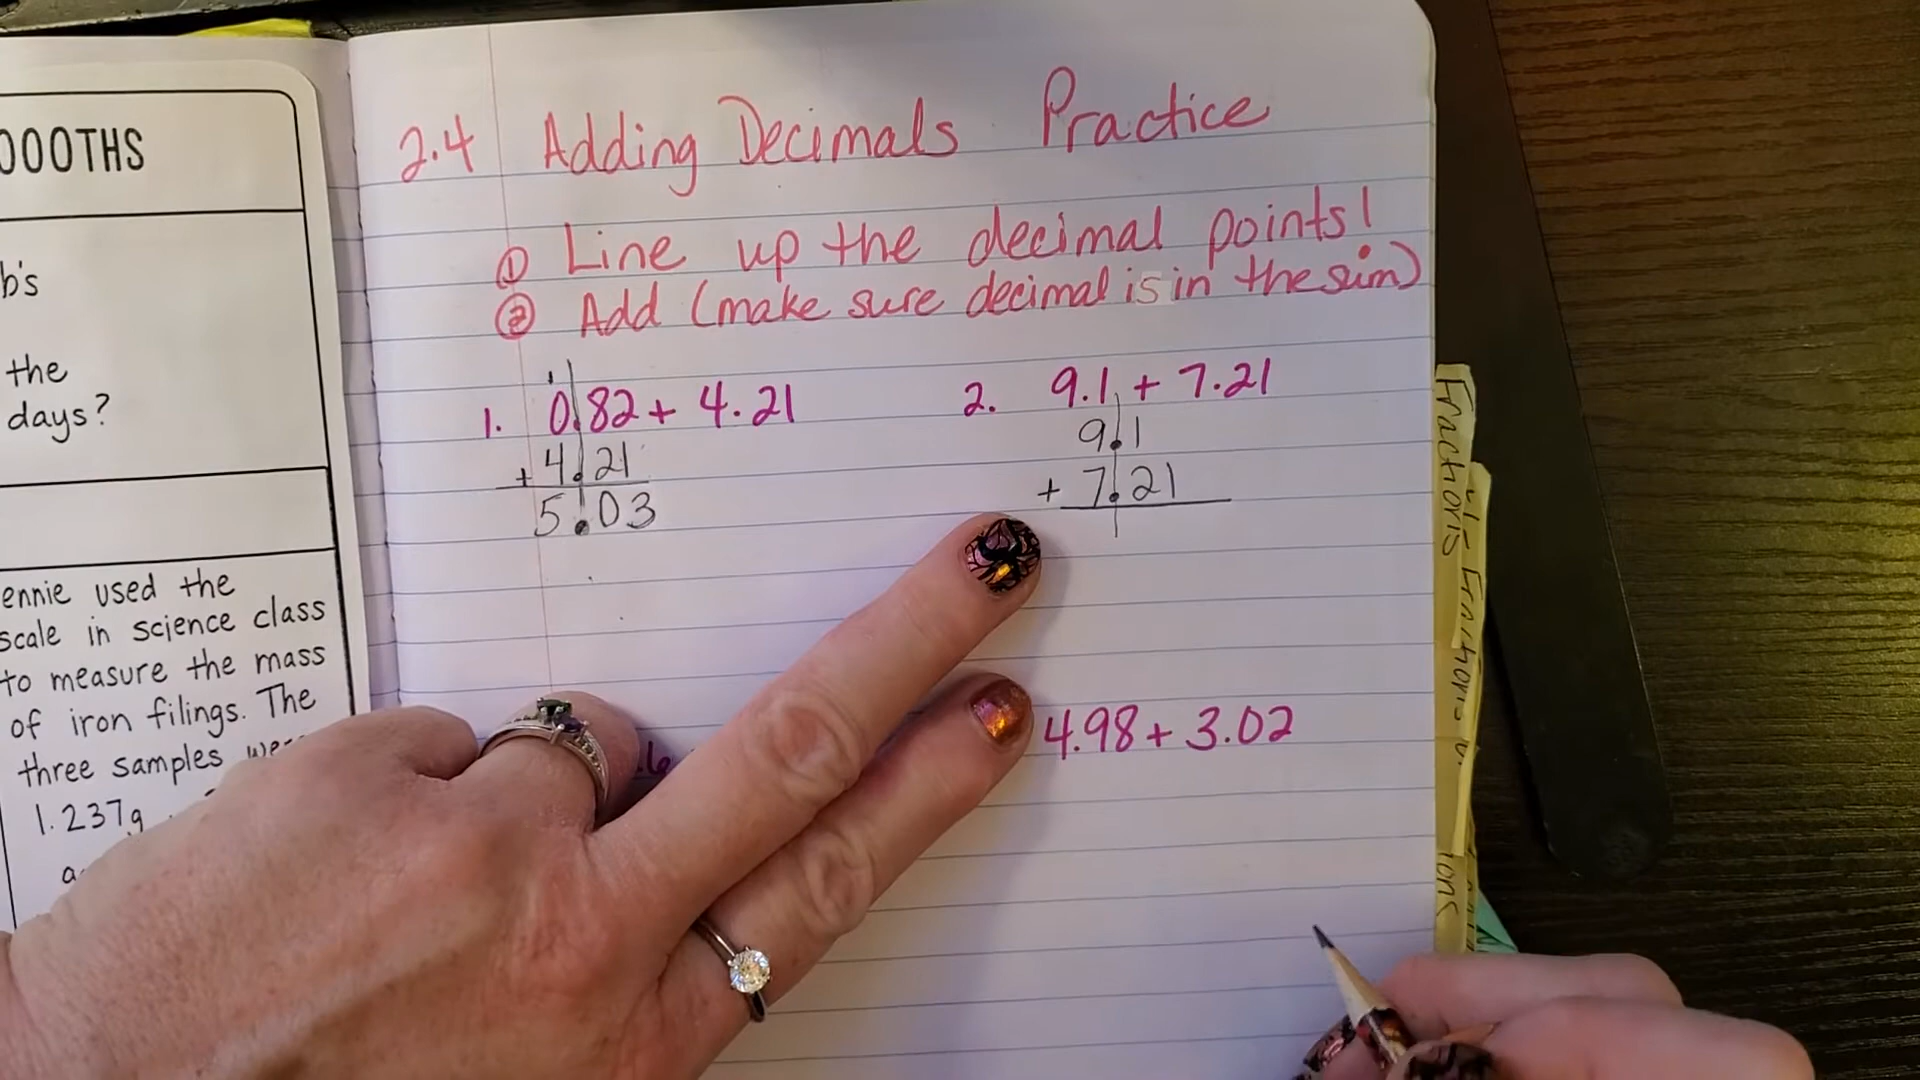 000THS
b's
the
days?
ennie used the
scale in science class
to measure the mass
of iron filings. The
three samples
1.237g
2.4 Adding Decimals Practice
① Line up the decimal points!
② Add (make sure decimal is in the sum)
1. 0.82 + 4.21
1
+ 4.21
5.03
2. 9.1 + 7.21
9.1
+ 7.21
.6
4.98 + 3.02
Fractions